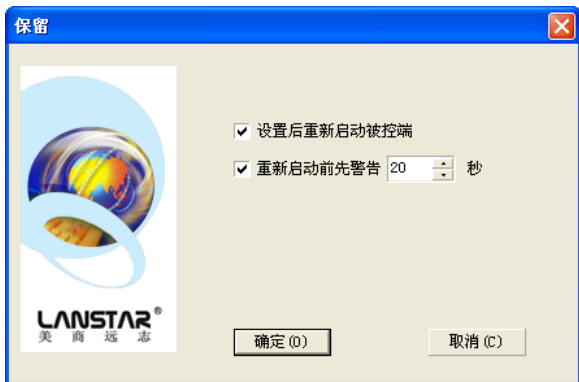 保留
设置后重新启动被控端
重新启动前先警告 20 秒
LANSTAR®
美商远志
确定(O) 取消(C)